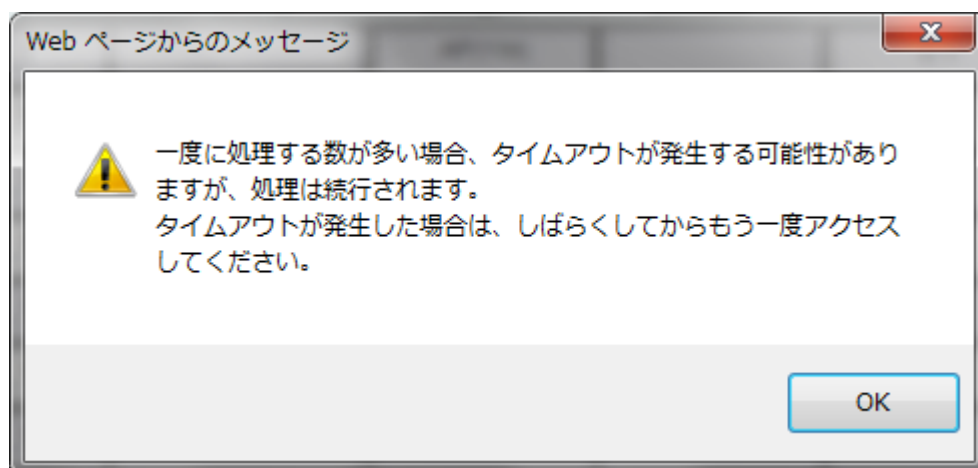 Web ページからのメッセージ
一度に処理する数が多い場合、タイムアウトが発生する可能性があり
ますが、処理は続行されます。
タイムアウトが発生した場合は、しばらくしてからもう一度アクセス
してください。
OK